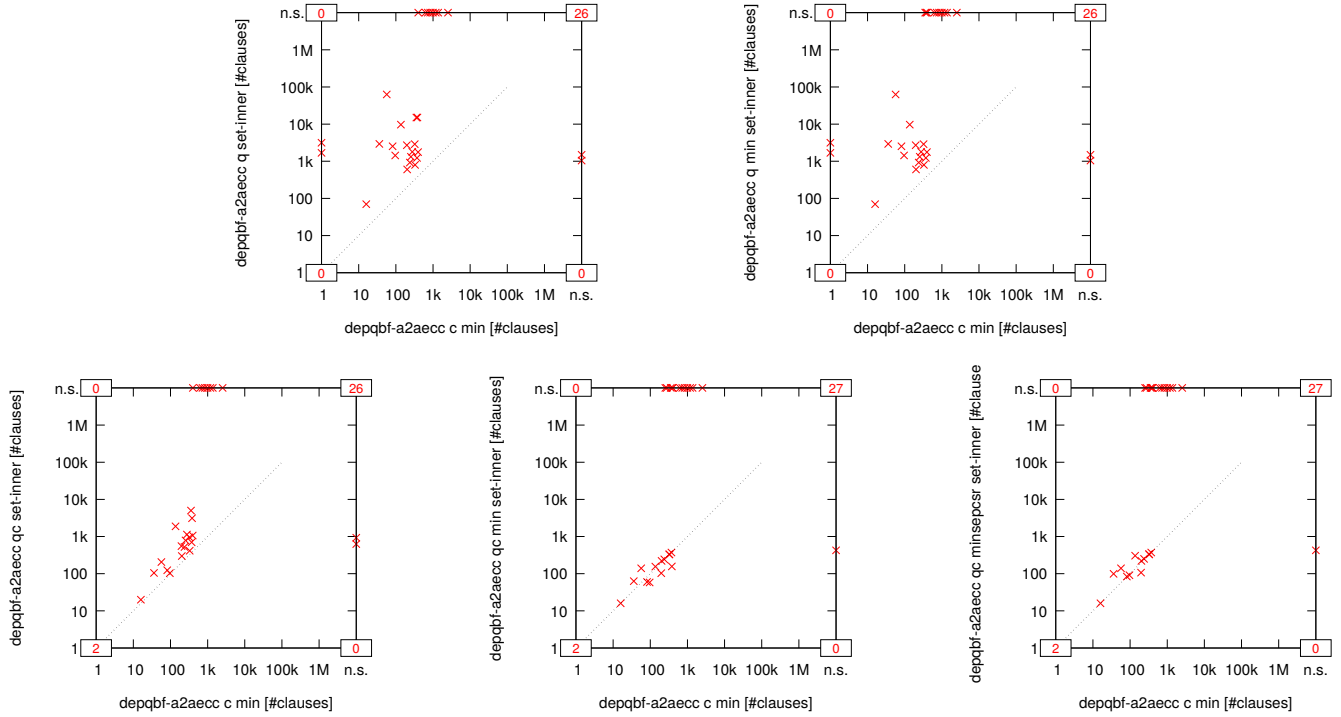 depqbf-a2aecc q set-inner [#clauses]
n.s.
1M
100k
10k
1k
100
10
1
0
26
0
0
1 10 100 1k 10k 100k 1M n.s.
depqbf-a2aecc c min [#clauses]
depqbf-a2aecc q min set-inner [#clauses]
n.s.
1M
100k
10k
1k
100
10
1
0
26
0
0
1 10 100 1k 10k 100k 1M n.s.
depqbf-a2aecc c min [#clauses]
depqbf-a2aecc qc set-inner [#clauses]
n.s.
1M
100k
10k
1k
100
10
1
0
26
2
0
1 10 100 1k 10k 100k 1M n.s.
depqbf-a2aecc c min [#clauses]
depqbf-a2aecc qc min set-inner [#clauses]
n.s.
1M
100k
10k
1k
100
10
1
0
27
2
0
1 10 100 1k 10k 100k 1M n.s.
depqbf-a2aecc c min [#clauses]
depqbf-a2aecc qc minsepcsr set-inner [#clause
n.s.
1M
100k
10k
1k
100
10
1
0
27
2
0
1 10 100 1k 10k 100k 1M n.s.
depqbf-a2aecc c min [#clauses]